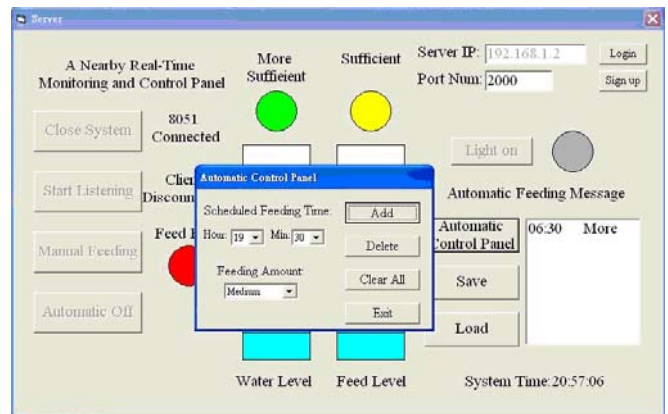 Server
A Nearby Real-Time
Monitoring and Control Panel
More
Suffieient
Sufficient
Server IP: 192.168.1.2
Login
Port Num: 2000
Sign up
Close System
8051
Connected
Light on
Start Listening
Automatic Feeding Message
Manual Feeding
Feed
Automatic Off
Automatic Control Panel
Scheduled Feeding Time:
Add
Hour: 19 Min: 30
Delete
Feeding Amount:
Medium
Clear All
Exit
Automatic
Control Panel
06:30 More
Save
Load
Water Level
Feed Level
System Time:20:57:06